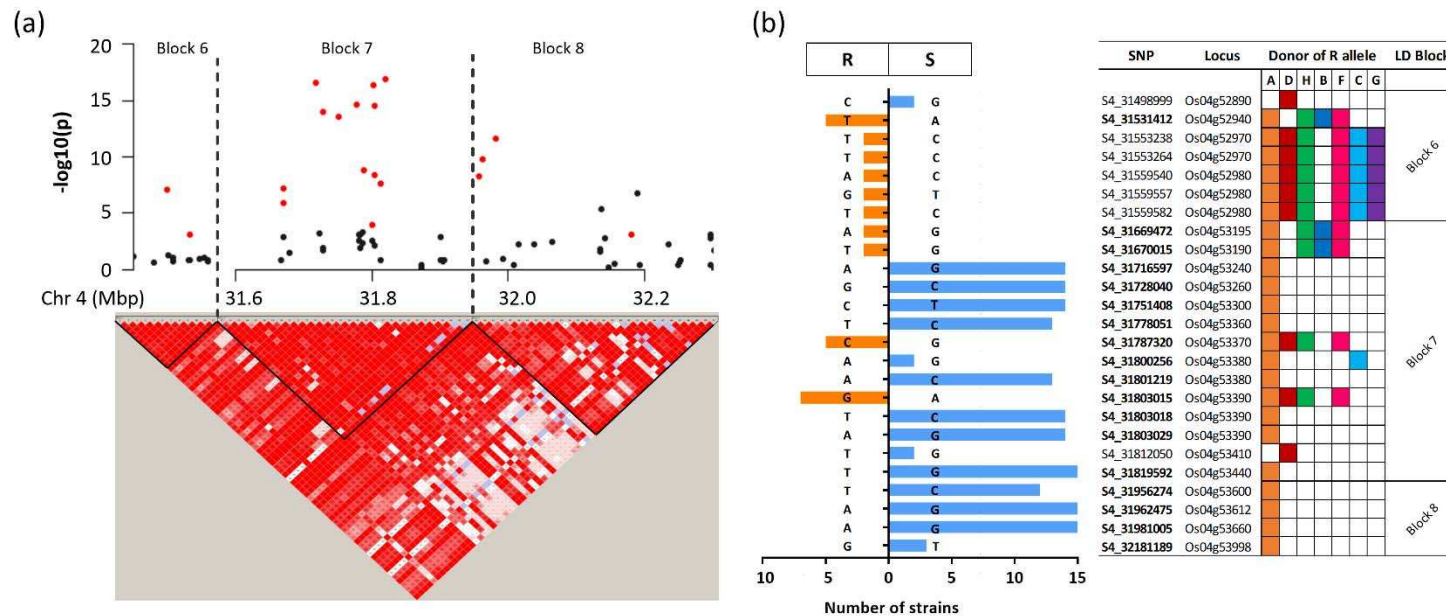 (a)
Block 6 Block 7 Block 8
20
15
10
5
0
-log10(p)
31.6 31.8 32.0 32.2
Chr 4 (Mbp)
(b)
R S
C G
T A
T C
T C
A C
G T
T C
A G
T G
A G
G C
C T
T C
C G
A G
A C
G A
T C
A G
T G
T G
T C
A G
A G
G T
10 5 0 5 10 15
Number of strains
SNP Locus Donor of R allele LD Block
A D H B F C G
S4_31498999 Os04g52890
S4_31531412 Os04g52940
S4_31553238 Os04g52970
S4_31553264 Os04g52970
S4_31559540 Os04g52980
S4_31559557 Os04g52980
S4_31559582 Os04g52980
Block 6
S4_31669472 Os04g53195
S4_31670015 Os04g53190
S4_31716597 Os04g53240
S4_31728040 Os04g53260
S4_31751408 Os04g53300
S4_31778051 Os04g53360
S4_31787320 Os04g53370
S4_31800256 Os04g53380
S4_31801219 Os04g53380
S4_31803015 Os04g53390
S4_31803018 Os04g53390
S4_31803029 Os04g53390
S4_31812050 Os04g53410
S4_31819592 Os04g53440
Block 7
S4_31956274 Os04g53600
S4_31962475 Os04g53612
S4_31981005 Os04g53660
S4_32181189 Os04g53998
Block 8